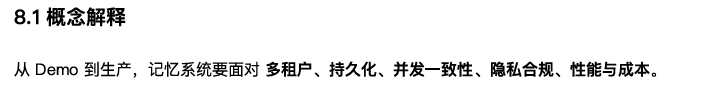 8.1 概念解释
从 Demo 到生产，记忆系统要面对 多租户、持久化、并发一致性、隐私合规、性能与成本。